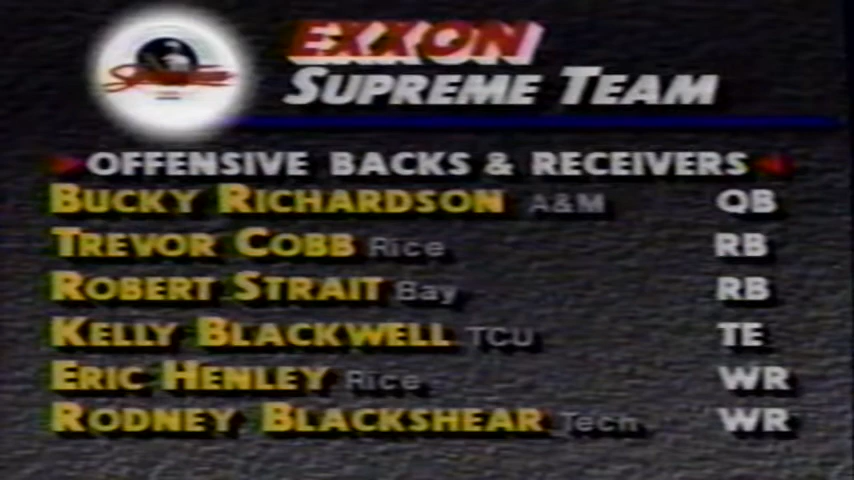 EXXON
SUPREME TEAM
OFFENSIVE BACKS & RECEIVERS
BUCKY RICHARDSON A&M QB
TREVOR COBB Rice RB
ROBERT STRAIT Bay RB
KELLY BLACKWELL TCU TE
ERIC HENLEY Rice WR
RODNEY BLACKSHEAR Tech WR